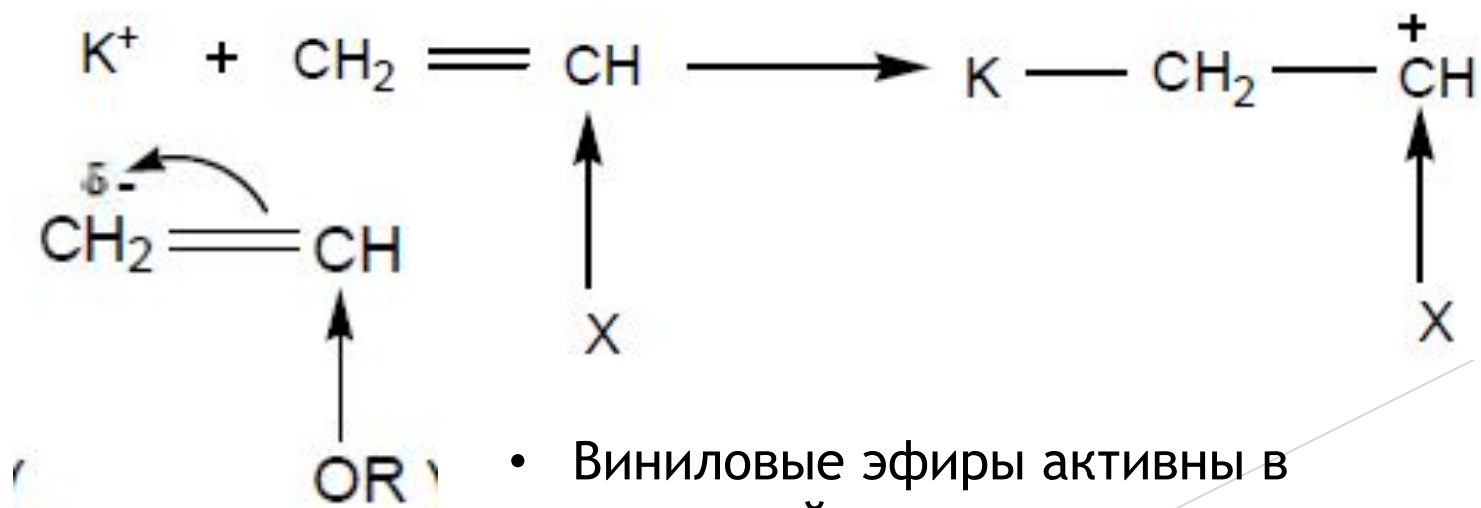 K⁺ + CH₂ = CH ⟶ K — CH₂ — C⁺H
X X
δ-
CH₂ = CH
OR
• Виниловые эфиры активны в